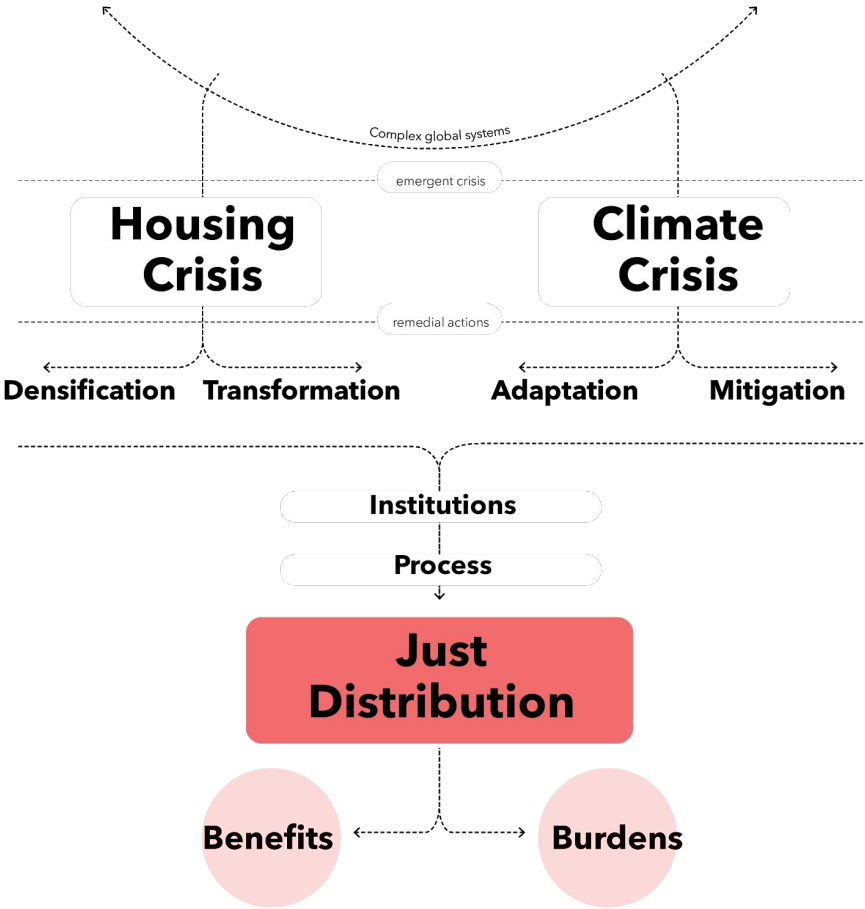 Complex global systems
emergent crisis
Housing
Crisis
Climate
Crisis
remedial actions
Densification
Transformation
Adaptation
Mitigation
Institutions
Process
Just
Distribution
Benefits
Burdens